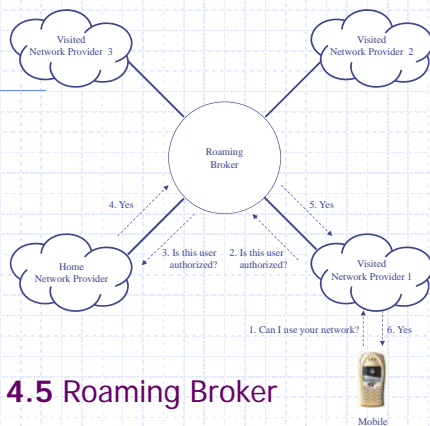 Visited
Network Provider 3
Visited
Network Provider 2
Roaming
Broker
4. Yes
5. Yes
3. Is this user
authorized?
2. Is this user
authorized?
Home
Network Provider
Visited
Network Provider 1
1. Can I use your network?
6. Yes
4.5 Roaming Broker
Mobile